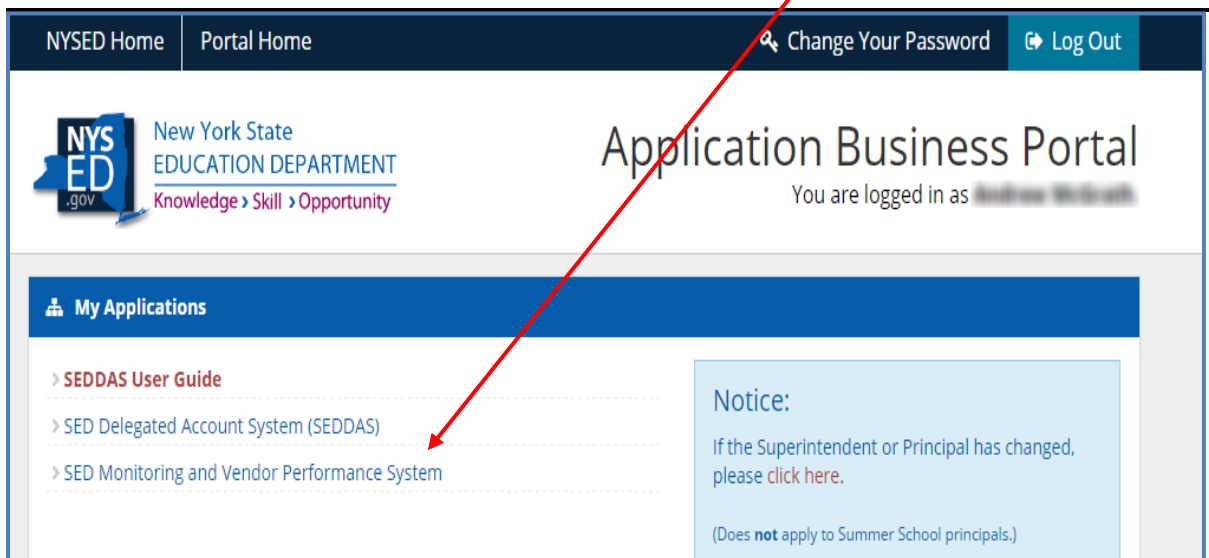 NYSED Home Portal Home Change Your Password Log Out
NYS
ED
.gov
New York State
EDUCATION DEPARTMENT
Knowledge › Skill › Opportunity
Application Business Portal
You are logged in as
My Applications
SEDDAS User Guide
SED Delegated Account System (SEDDAS)
SED Monitoring and Vendor Performance System
Notice:
If the Superintendent or Principal has changed,
please click here.
(Does not apply to Summer School principals.)